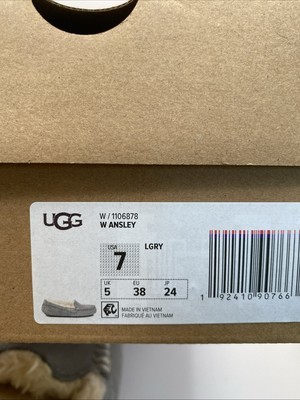 UGG
W / 1106878
W ANSLEY
USA
7
LGRY
UK
5
EU
38
JP
24
MADE IN VIETNAM
FABRIQUÉ AU VIETNAM
1 92410 90766